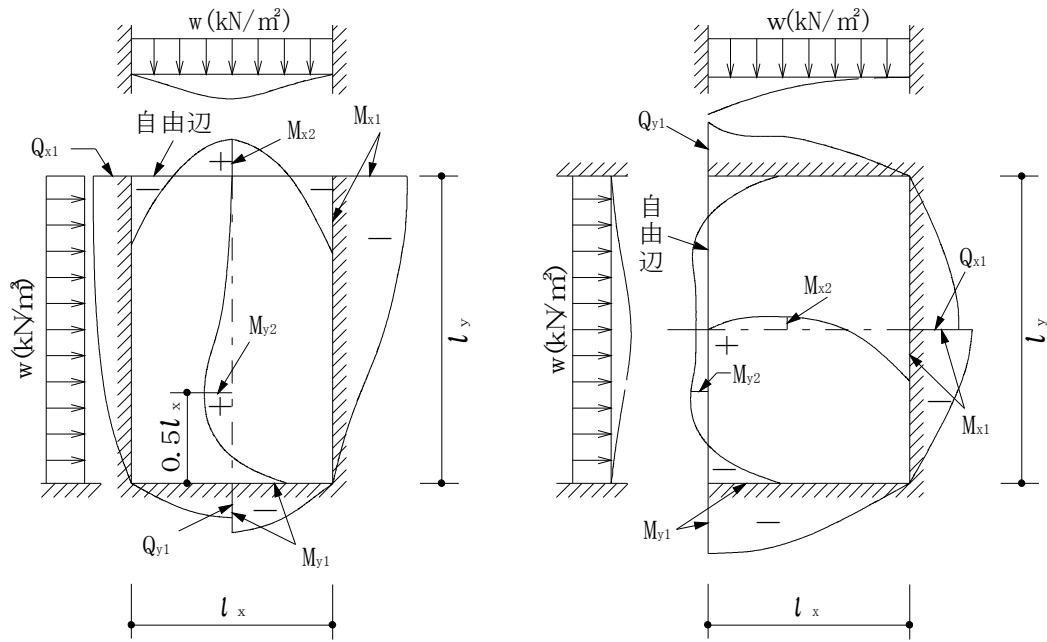 w(kN/㎡)
自由辺
Mx1
Qx1
Mx2
w(kN/㎡)
My2
0.5lx
ly
Qy1
My1
lx
w(kN/㎡)
Qy1
自由辺
Qx1
Mx2
w(kN/㎡)
My2
ly
Mx1
My1
lx